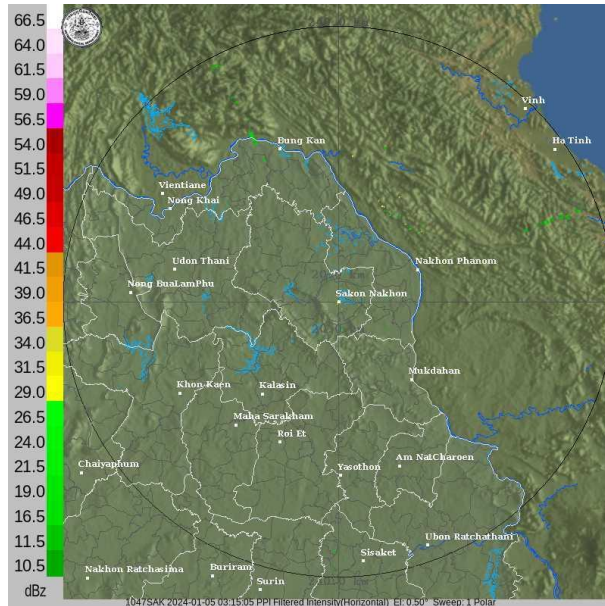 66.5
64.0
61.5
59.0
56.5
54.0
51.5
49.0
46.5
44.0
41.5
39.0
36.5
34.0
31.5
29.0
26.5
24.0
21.5
19.0
16.5
11.5
10.5
dBz
Vinh
Ha Tinh
Bung Kan
Vientiane
Nong Khai
Udon Thani
Nakhon Phanom
Nong BuaLamPhu
Sakon Nakhon
Mukdahan
Khon Kaen
Kalasin
Maha Sarakham
Roi Et
Chaiyaphum
Yasothon
Am NatCharoen
Ubon Ratchathani
Sisaket
Nakhon Ratchasima
Buriram
Surin
1047SAK 2024-01-05 03:15:05 PPI Filtered Intensity(Horizontal) El: 0.50° Sweep: 1 Polar